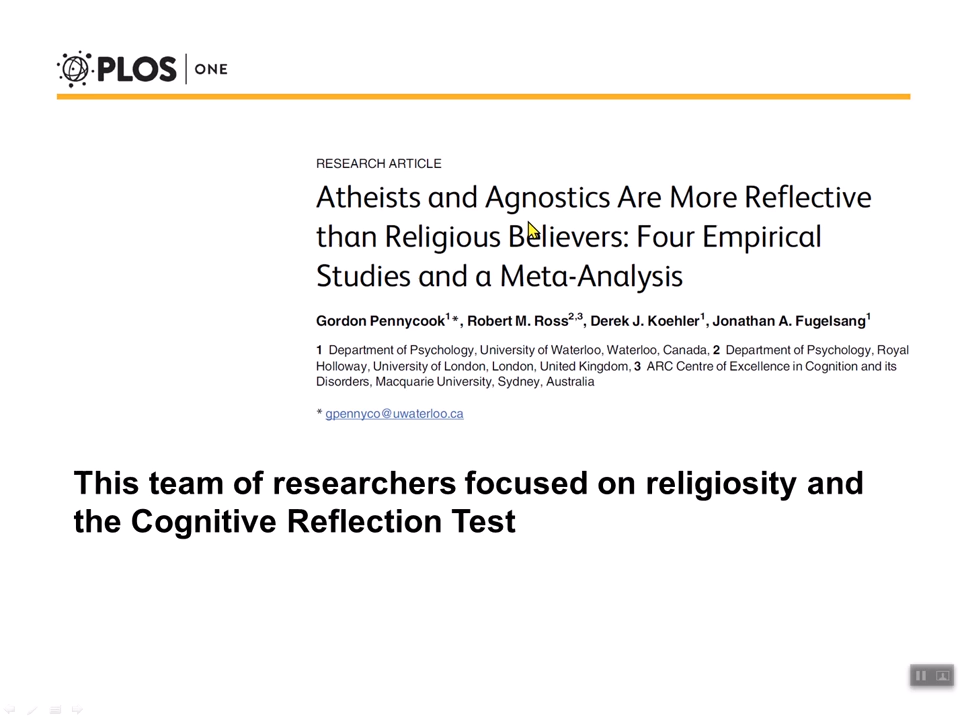 PLOS | ONE
RESEARCH ARTICLE
Atheists and Agnostics Are More Reflective
than Religious Believers: Four Empirical
Studies and a Meta-Analysis
Gordon Pennycook1*, Robert M. Ross2,3, Derek J. Koehler1, Jonathan A. Fugelsang1
1 Department of Psychology, University of Waterloo, Waterloo, Canada, 2 Department of Psychology, Royal
Holloway, University of London, London, United Kingdom, 3 ARC Centre of Excellence in Cognition and its
Disorders, Macquarie University, Sydney, Australia
* gpennyco@uwaterloo.ca
This team of researchers focused on religiosity and
the Cognitive Reflection Test